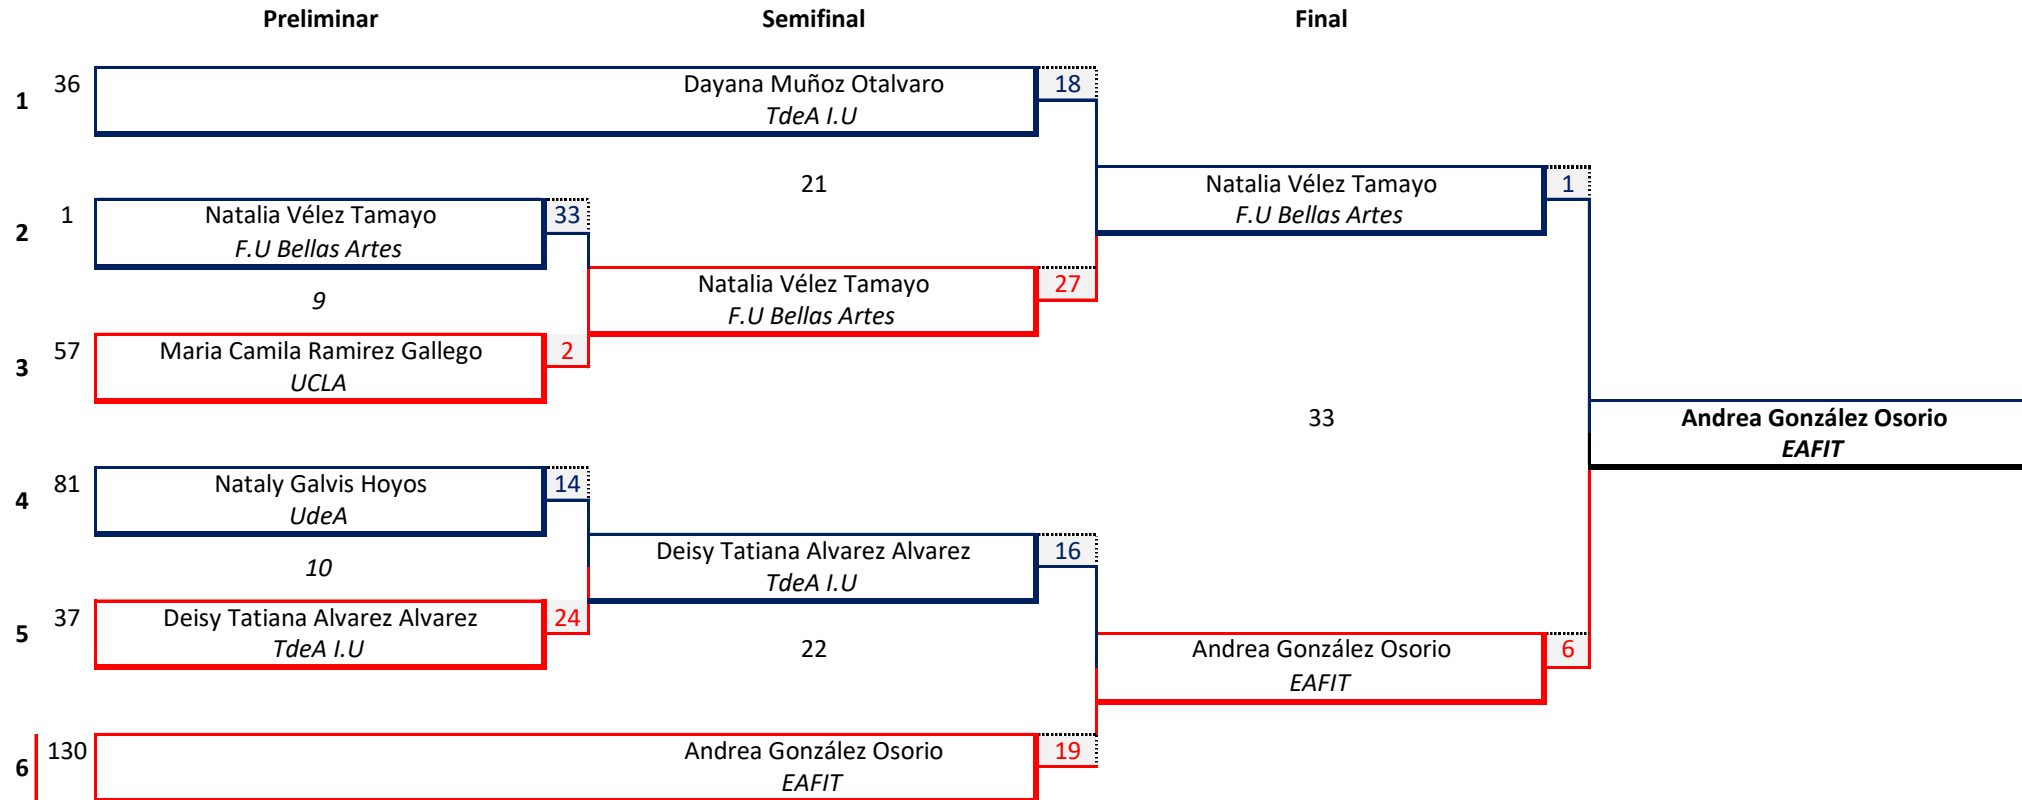 Preliminar Semifinal Final
36 Dayana Muñoz Otalvaro 18
1 TdeA I.U
21
1 Natalia Vélez Tamayo 33 Natalia Vélez Tamayo 1
2 F.U Bellas Artes F.U Bellas Artes
9 Natalia Vélez Tamayo 27
F.U Bellas Artes
57 Maria Camila Ramirez Gallego 2
3 UCLA
33 Andrea González Osorio
EAFIT
81 Nataly Galvis Hoyos 14
4 UdeA
10 Deisy Tatiana Alvarez Alvarez 16
TdeA I.U
37 Deisy Tatiana Alvarez Alvarez 24
5 TdeA I.U 22 Andrea González Osorio 6
EAFIT
130 Andrea González Osorio 19
6 EAFIT